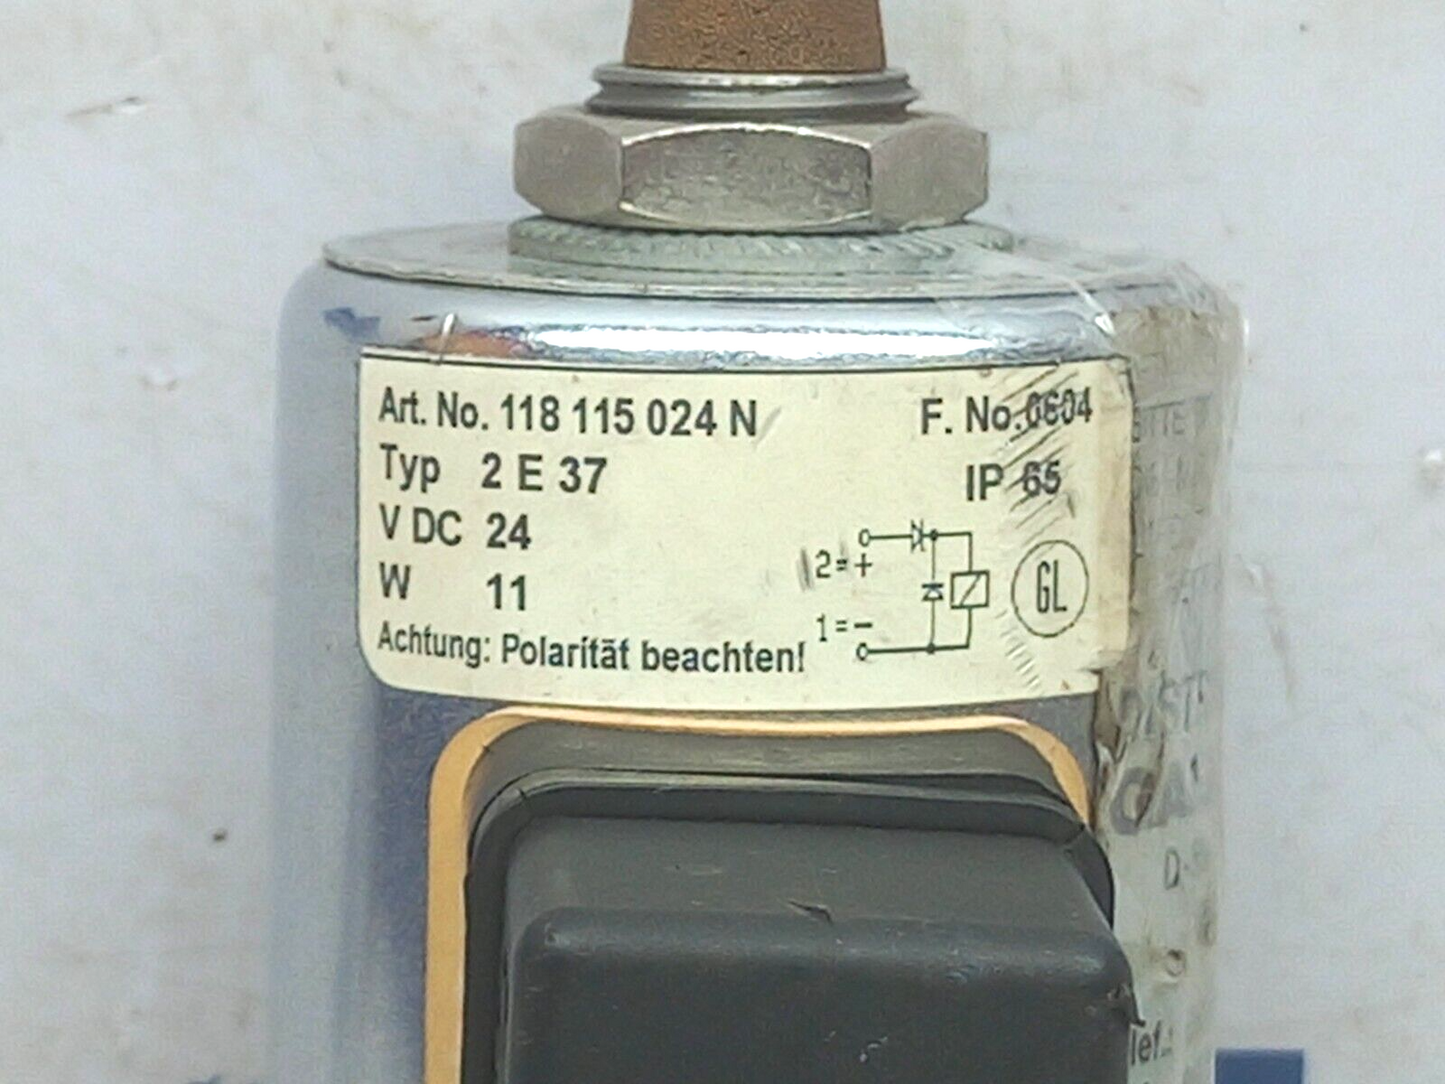 Art. No. 118 115 024 N F. No.0604
Typ 2 E 37 IP 65
V DC 24
2=+
W 11
GL
1=-
Achtung: Polarität beachten!